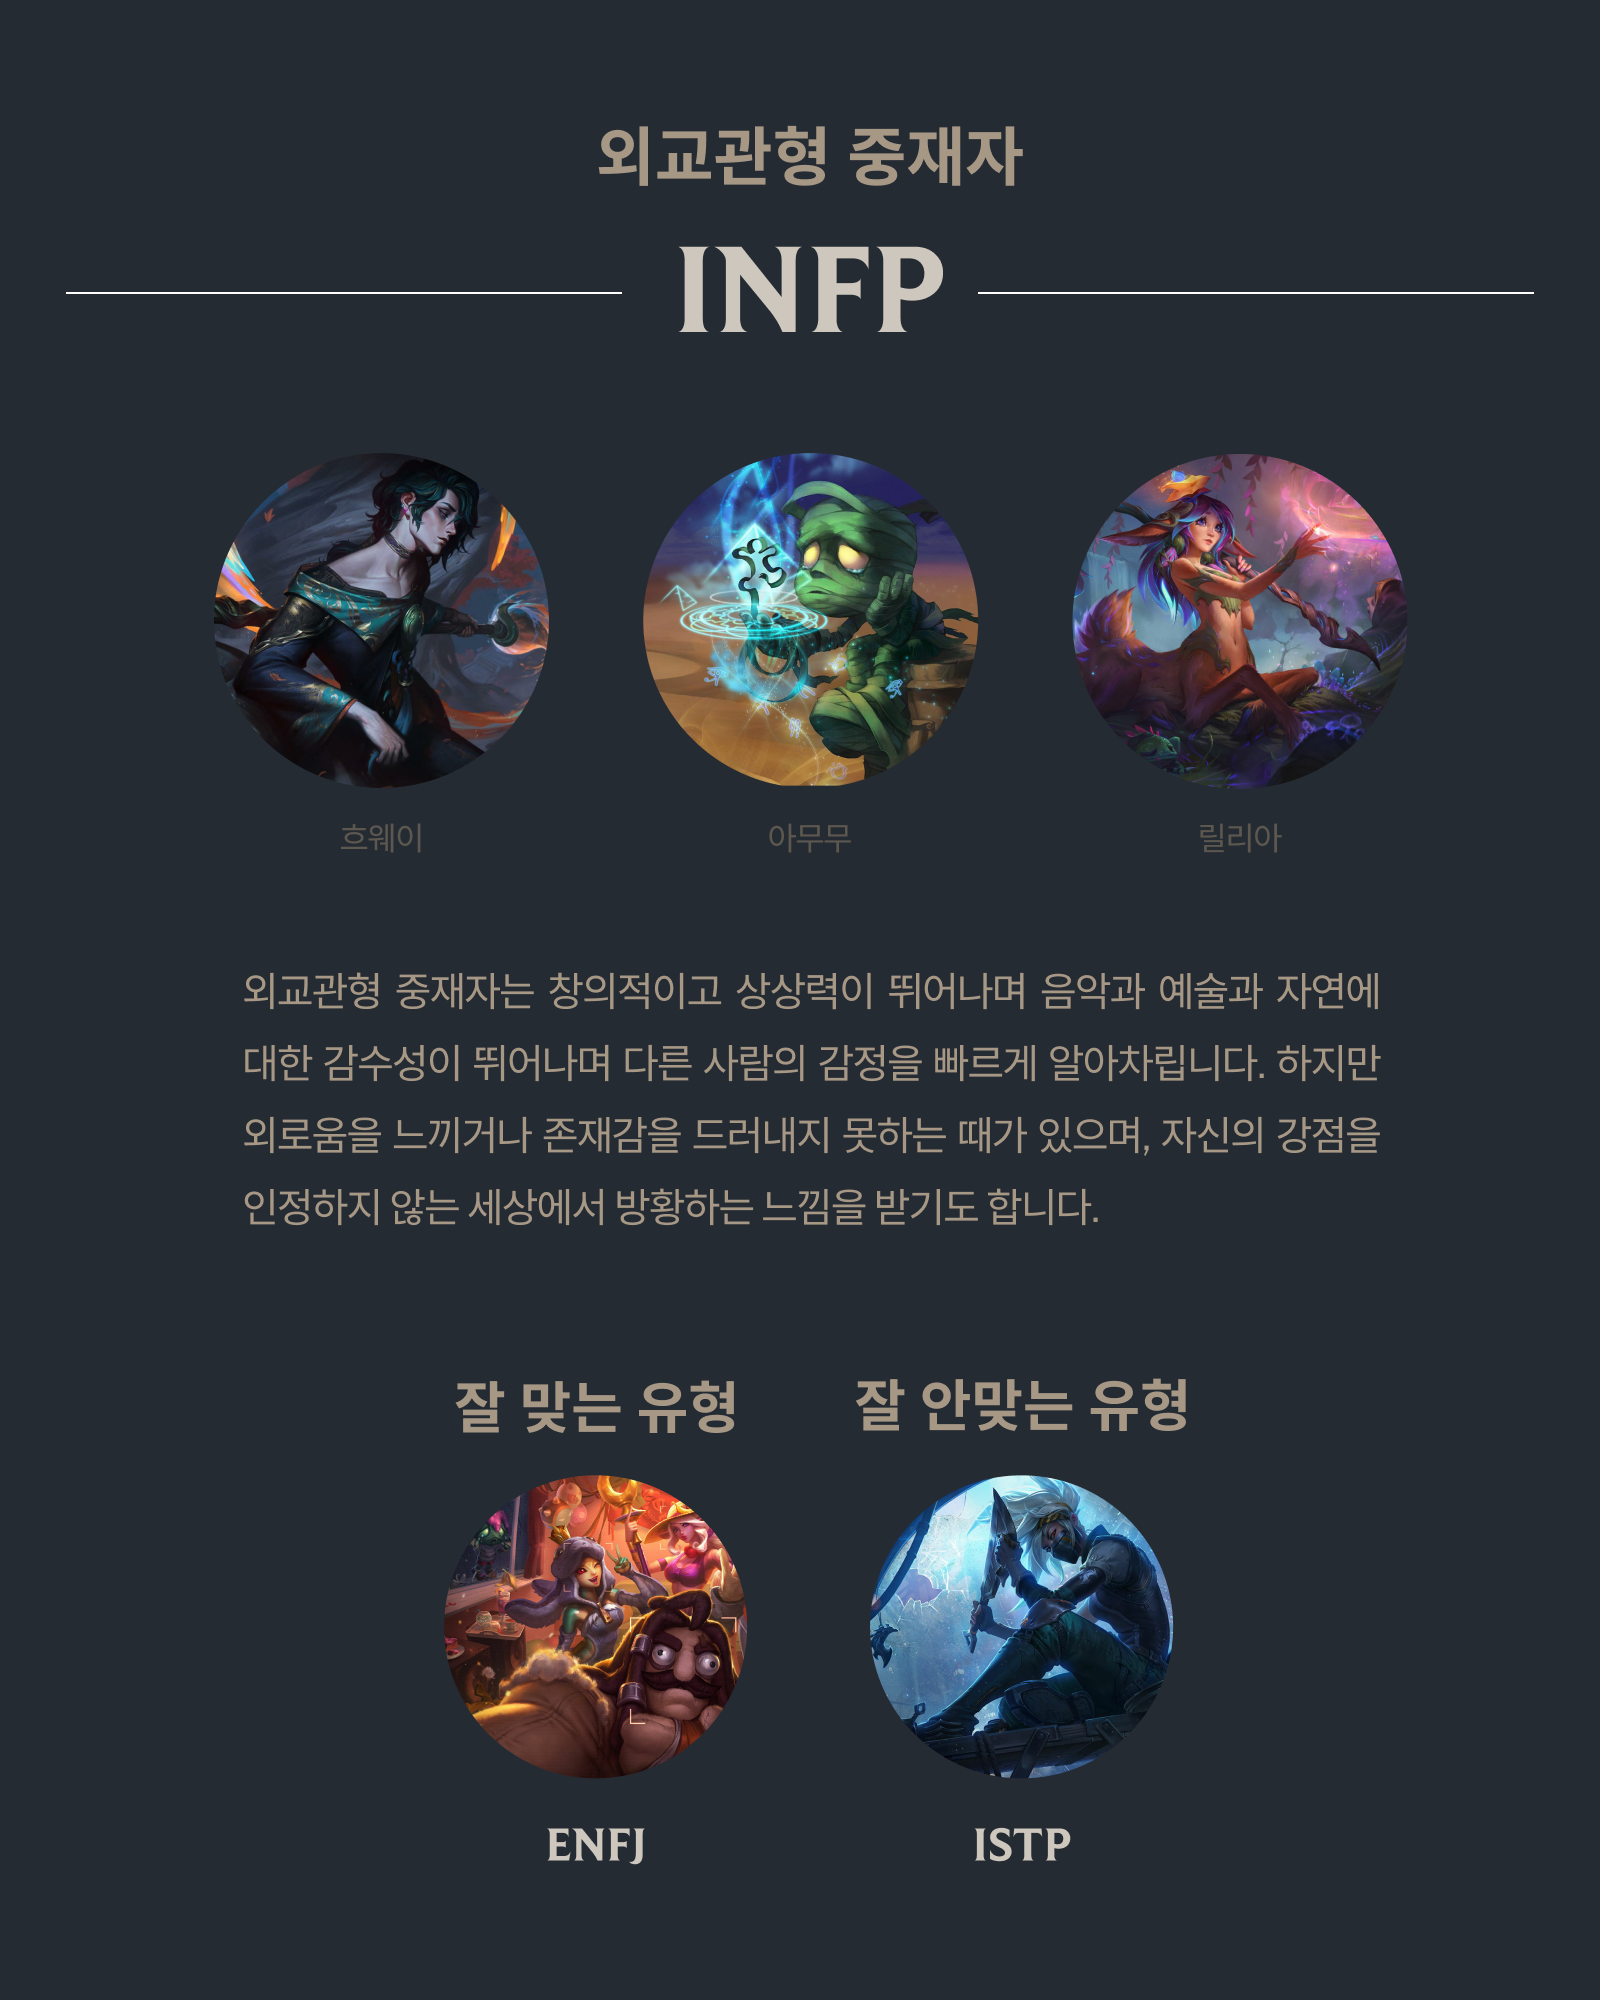 외교관형 중재자
INFP
흐웨이
아무무
릴리아
외교관형 중재자는 창의적이고 상상력이 뛰어나며 음악과 예술과 자연에
대한 감수성이 뛰어나며 다른 사람의 감정을 빠르게 알아차립니다. 하지만
외로움을 느끼거나 존재감을 드러내지 못하는 때가 있으며, 자신의 강점을
인정하지 않는 세상에서 방황하는 느낌을 받기도 합니다.
잘 맞는 유형
잘 안맞는 유형
ENFJ
ISTP